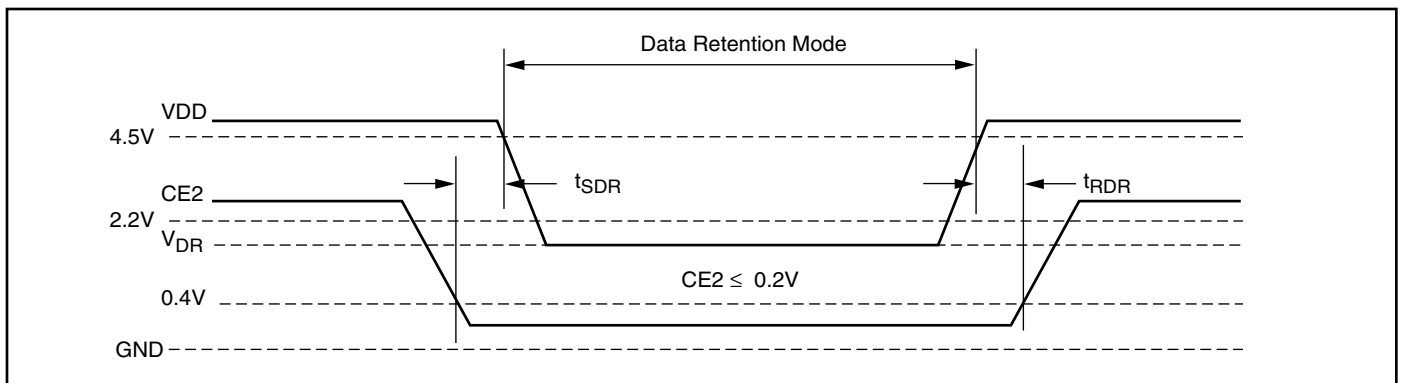 Data Retention Mode
VDD
4.5V
tSDR
tRDR
CE2
2.2V
VDR
CE2 ≤ 0.2V
0.4V
GND